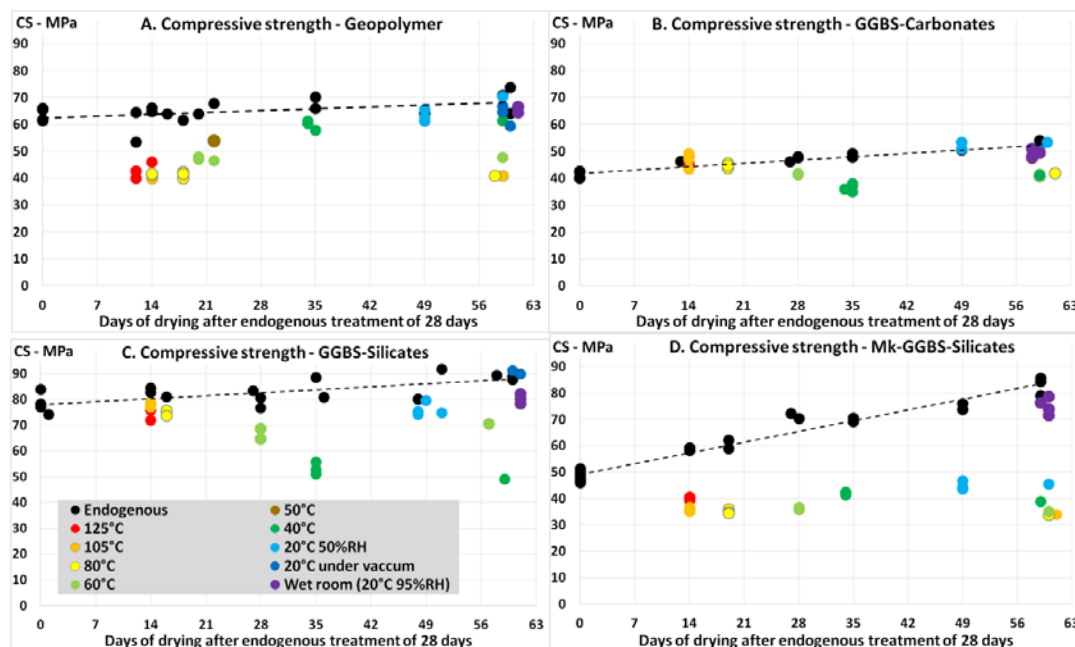 CS - MPa
A. Compressive strength - Geopolymer
90
80
70
60
50
40
30
20
10
0
0 7 14 21 28 35 42 49 56 63
Days of drying after endogenous treatment of 28 days
CS - MPa
B. Compressive strength - GGBS-Carbonates
90
80
70
60
50
40
30
20
10
0
0 7 14 21 28 35 42 49 56 63
Days of drying after endogenous treatment of 28 days
CS - MPa
C. Compressive strength - GGBS-Silicates
90
80
70
60
50
40
30
20
10
0
Endogenous
125°C
105°C
80°C
60°C
50°C
40°C
20°C 50%RH
20°C under vaccum
Wet room (20°C 95%RH)
0 7 14 21 28 35 42 49 56 63
Days of drying after endogenous treatment of 28 days
CS - MPa
D. Compressive strength - Mk-GGBS-Silicates
90
80
70
60
50
40
30
20
10
0
0 7 14 21 28 35 42 49 56 63
Days of drying after endogenous treatment of 28 days